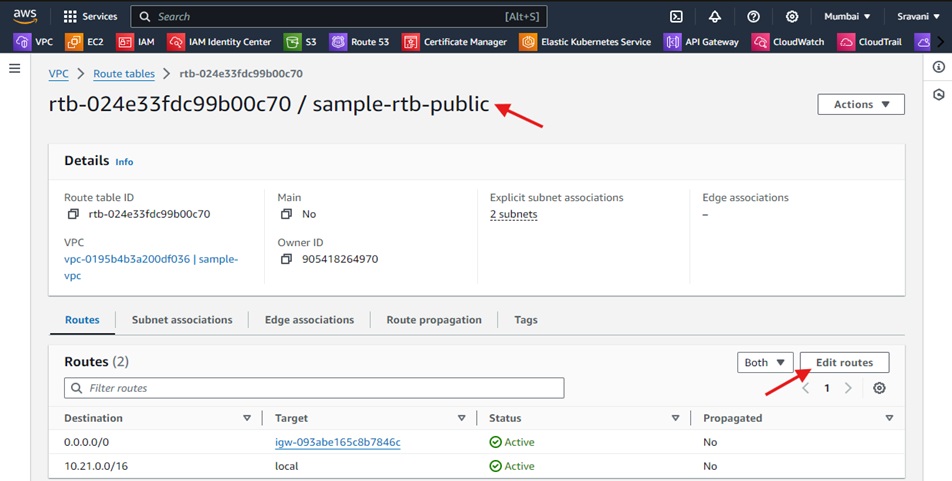 aws Services Search [Alt+S] Mumbai Sravani
VPC EC2 IAM IAM Identity Center S3 Route 53 Certificate Manager Elastic Kubernetes Service API Gateway CloudWatch CloudTrail
VPC > Route tables > rtb-024e33fdc99b00c70
rtb-024e33fdc99b00c70 / sample-rtb-public Actions
Details Info
Route table ID Main Explicit subnet associations Edge associations
rtb-024e33fdc99b00c70 No 2 subnets –
VPC Owner ID
vpc-0195b4b3a200df036 | sample- 905418264970
vpc
Routes Subnet associations Edge associations Route propagation Tags
Routes (2) Both Edit routes
Filter routes 1
Destination Target Status Propagated
0.0.0.0/0 igw-093abe165c8b7846c Active No
10.21.0.0/16 local Active No